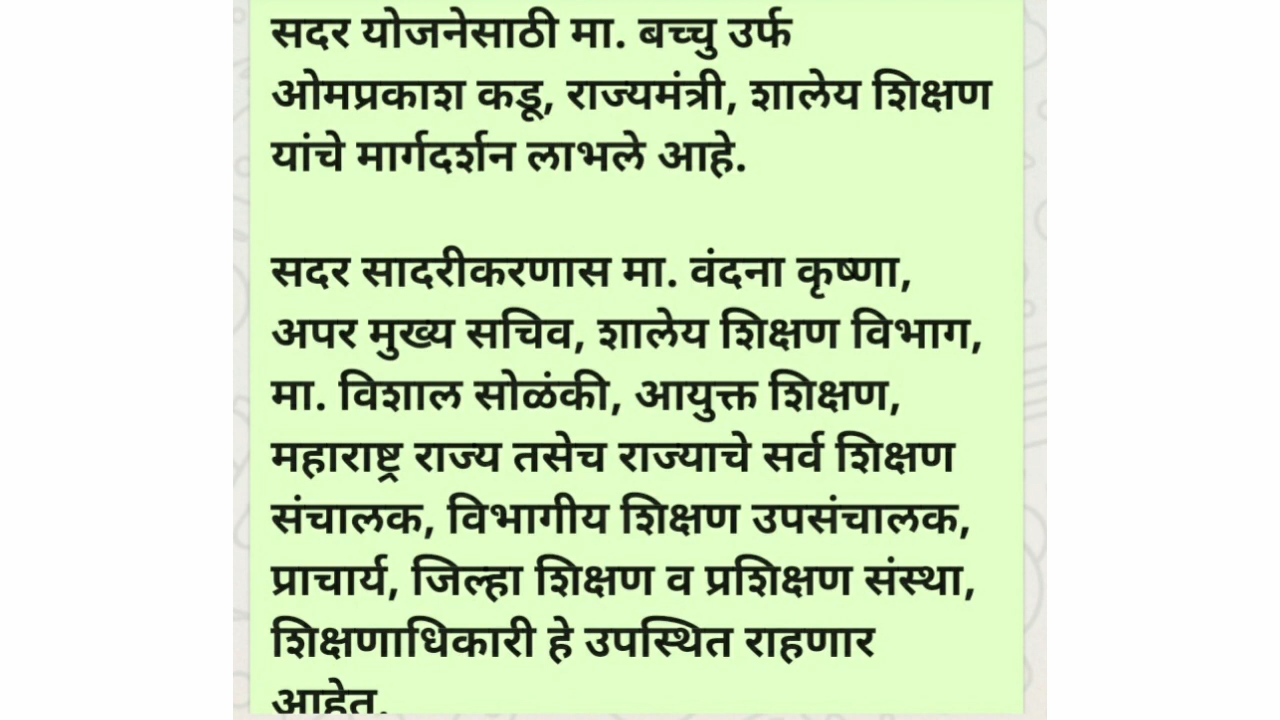 सदर योजनेसाठी मा. बच्चु उर्फ
ओमप्रकाश कडू, राज्यमंत्री, शालेय शिक्षण
यांचे मार्गदर्शन लाभले आहे.
सदर सादरीकरणास मा. वंदना कृष्णा,
अपर मुख्य सचिव, शालेय शिक्षण विभाग,
मा. विशाल सोळंकी, आयुक्त शिक्षण,
महाराष्ट्र राज्य तसेच राज्याचे सर्व शिक्षण
संचालक, विभागीय शिक्षण उपसंचालक,
प्राचार्य, जिल्हा शिक्षण व प्रशिक्षण संस्था,
शिक्षणाधिकारी हे उपस्थित राहणार
आहेत.